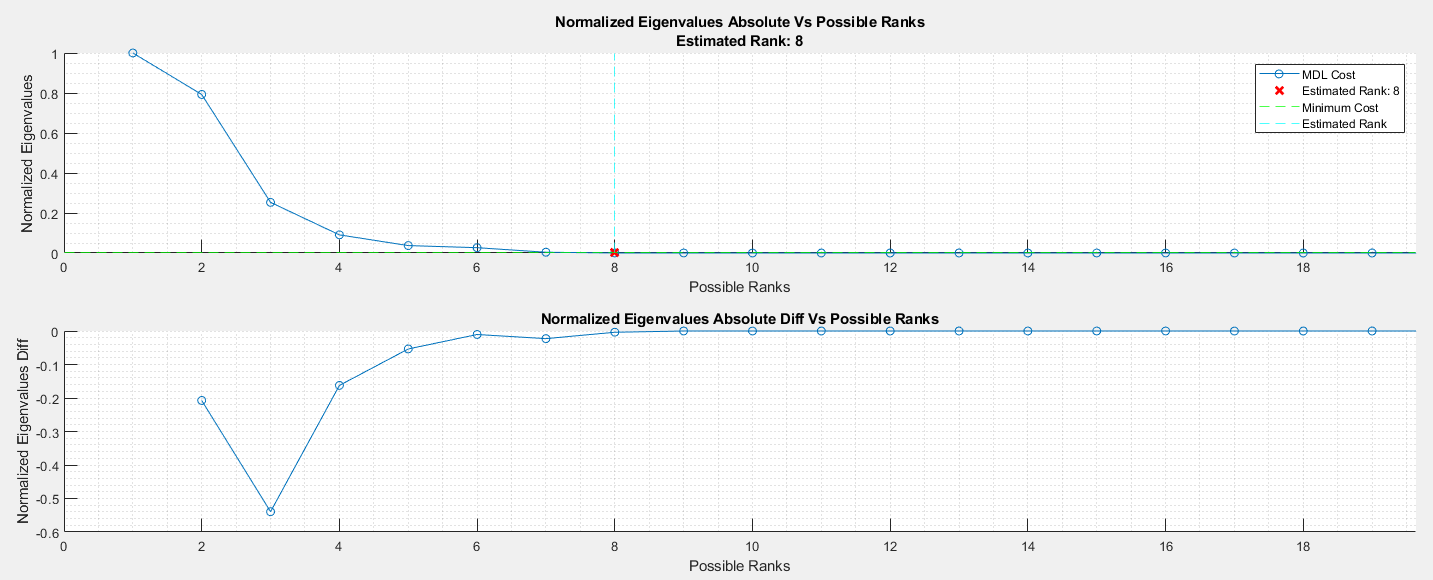 Normalized Eigenvalues Absolute Vs Possible Ranks
Estimated Rank: 8
Normalized Eigenvalues
1
0.8
0.6
0.4
0.2
0
MDL Cost
Estimated Rank: 8
Minimum Cost
Estimated Rank
0 2 4 6 8 10 12 14 16 18
Possible Ranks
Normalized Eigenvalues Absolute Diff Vs Possible Ranks
Normalized Eigenvalues Diff
0
-0.1
-0.2
-0.3
-0.4
-0.5
-0.6
0 2 4 6 8 10 12 14 16 18
Possible Ranks